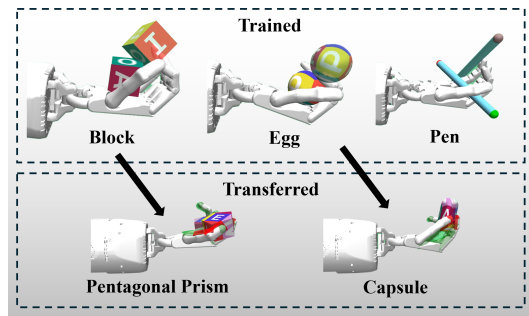 Trained
Block
Egg
Pen
Transferred
Pentagonal Prism
Capsule